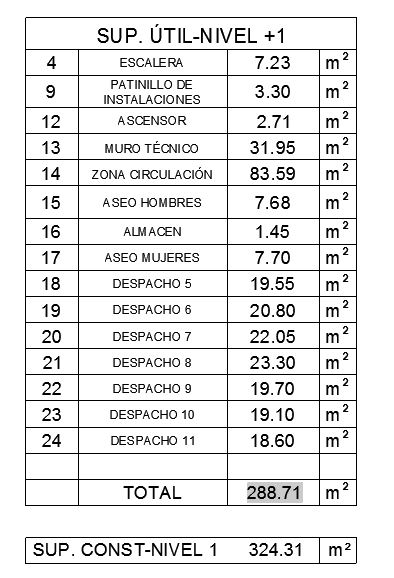 SUP. ÚTIL-NIVEL +1
4 ESCALERA 7.23 m²
9 PATINILLO DE INSTALACIONES 3.30 m²
12 ASCENSOR 2.71 m²
13 MURO TÉCNICO 31.95 m²
14 ZONA CIRCULACIÓN 83.59 m²
15 ASEO HOMBRES 7.68 m²
16 ALMACEN 1.45 m²
17 ASEO MUJERES 7.70 m²
18 DESPACHO 5 19.55 m²
19 DESPACHO 6 20.80 m²
20 DESPACHO 7 22.05 m²
21 DESPACHO 8 23.30 m²
22 DESPACHO 9 19.70 m²
23 DESPACHO 10 19.10 m²
24 DESPACHO 11 18.60 m²
TOTAL 288.71 m²
SUP. CONST-NIVEL 1 324.31 m²